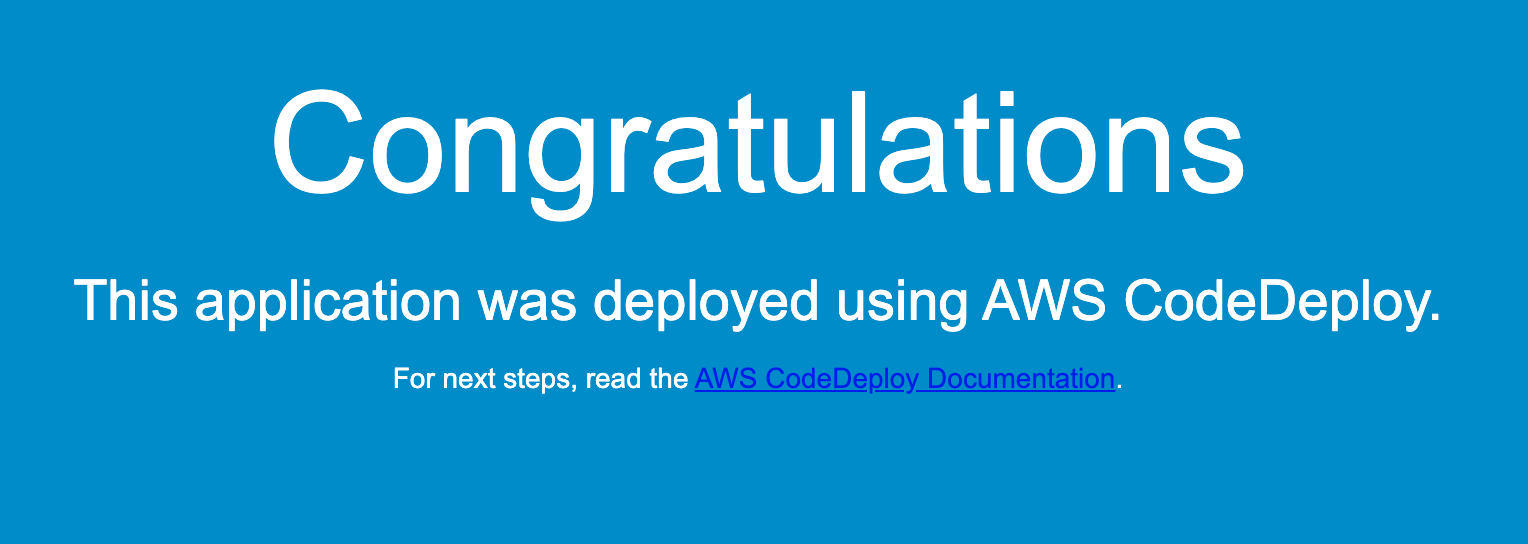 Congratulations
This application was deployed using AWS CodeDeploy.
For next steps, read the AWS CodeDeploy Documentation.